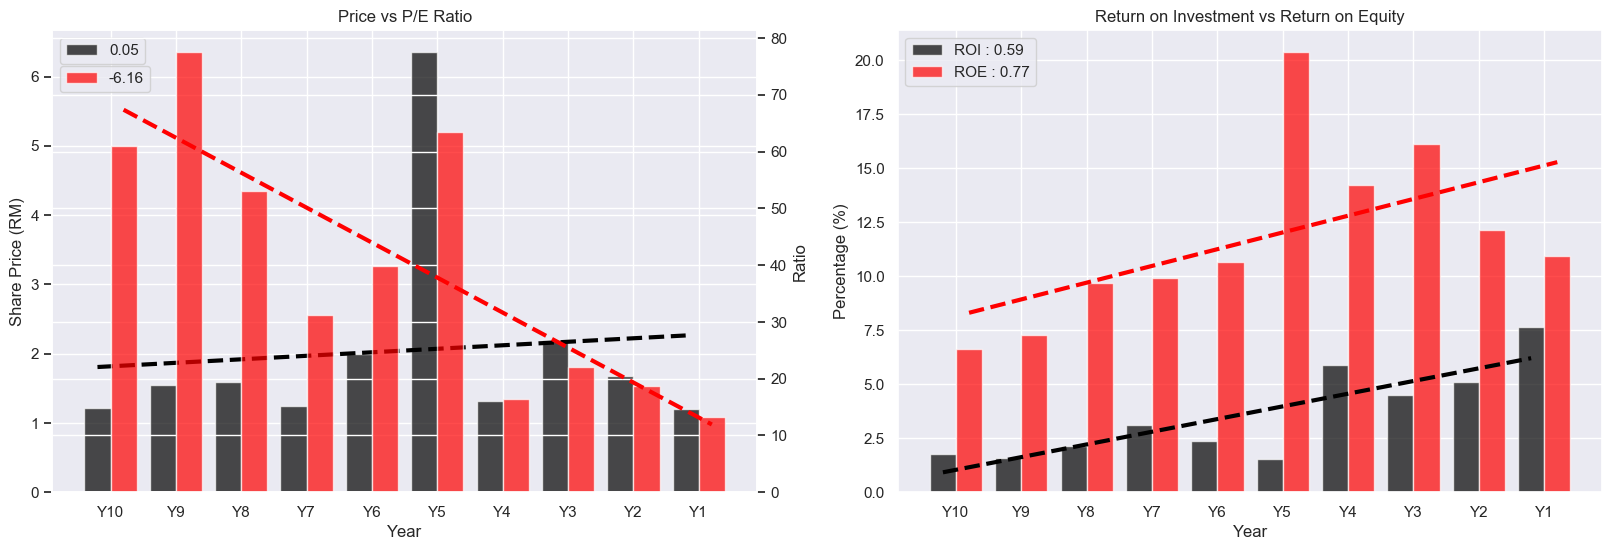 Price vs P/E Ratio
0.05
-6.16
Share Price (RM)
6
5
4
3
2
1
0
80
70
60
50
40
30
20
10
0
Ratio
Y10 Y9 Y8 Y7 Y6 Y5 Y4 Y3 Y2 Y1
Year
Return on Investment vs Return on Equity
ROI : 0.59
ROE : 0.77
Percentage (%)
20.0
17.5
15.0
12.5
10.0
7.5
5.0
2.5
0.0
Y10 Y9 Y8 Y7 Y6 Y5 Y4 Y3 Y2 Y1
Year